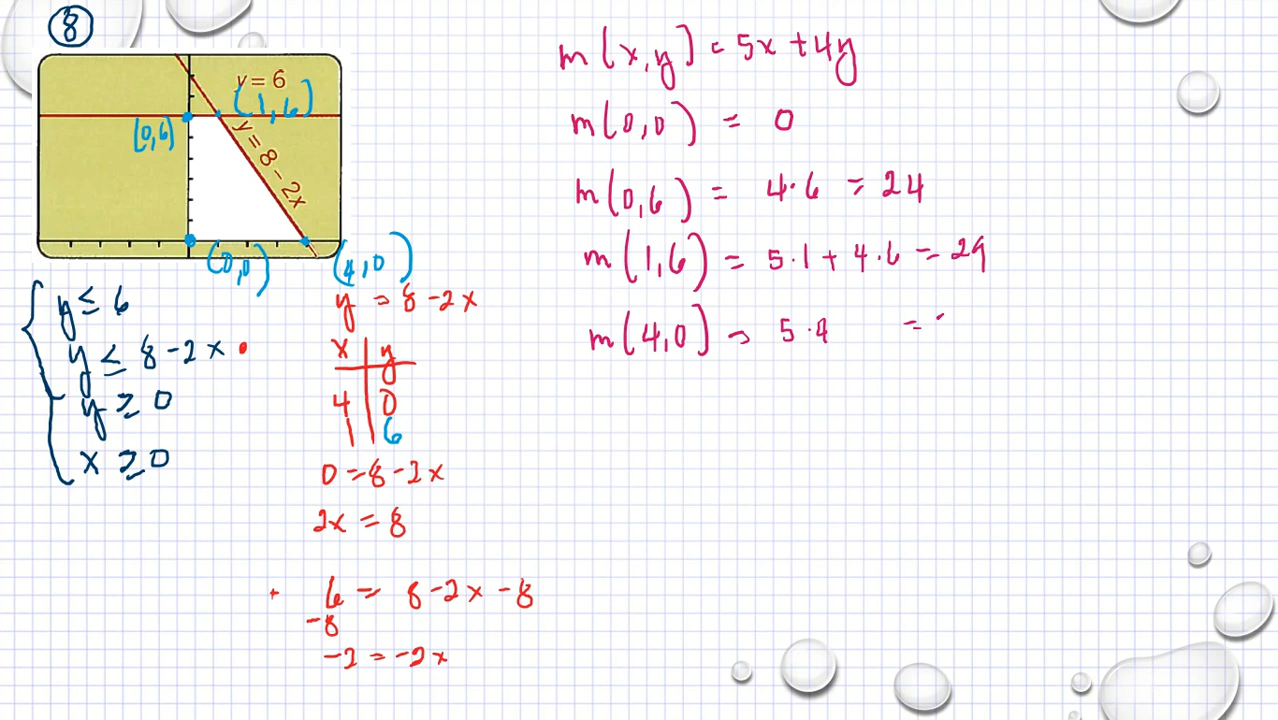 8
y = 6
(1,6)
(0,6)
y = 8 - 2x
(0,0)
(4,0)
y ≤ 6
y ≤ 8 - 2x
y ≥ 0
x ≥ 0
y = 8 - 2x
x | y
4 | 0
1 | 6
0 = 8 - 2x
2x = 8
6 = 8 - 2x - 8
-8
-2 = -2x
m(x,y) = 5x + 4y
m(0,0) = 0
m(0,6) = 4·6 = 24
m(1,6) = 5·1 + 4·6 = 29
m(4,0) = 5·4 =